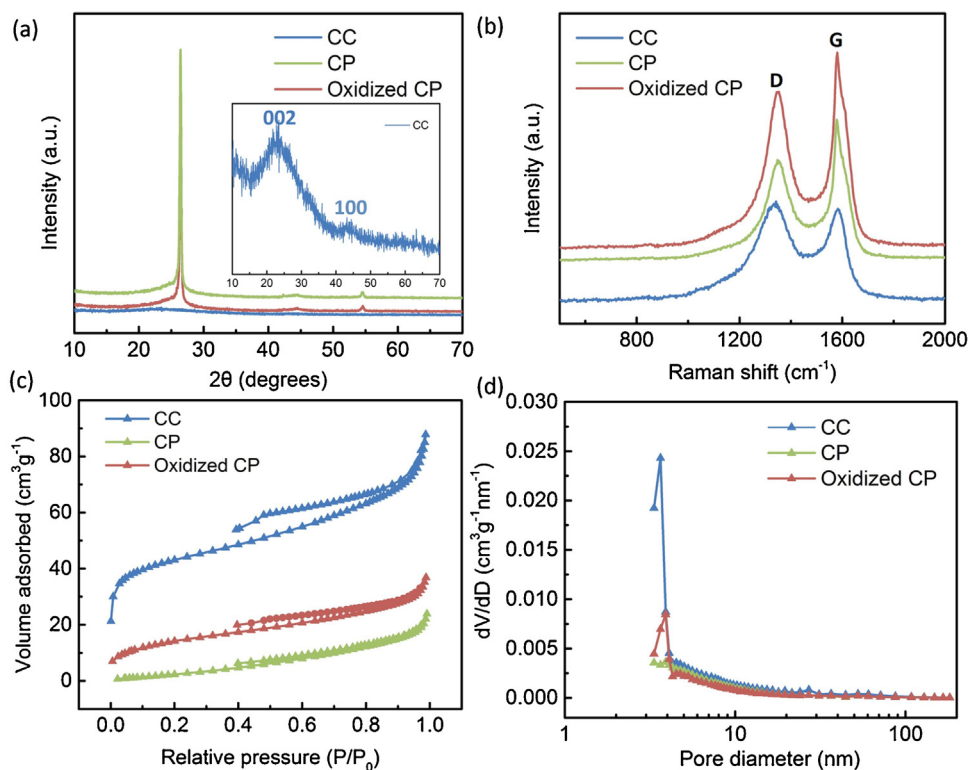 (a)
CC
CP
Oxidized CP
Intensity (a.u.)
2θ (degrees)
10 20 30 40 50 60 70
002
100
CC
10 20 30 40 50 60 70
(b)
CC
CP
Oxidized CP
D
G
Intensity (a.u.)
800 1200 1600 2000
Raman shift (cm⁻¹)
(c)
CC
CP
Oxidized CP
Volume adsorbed (cm³g⁻¹)
100
80
60
40
20
0
0.0 0.2 0.4 0.6 0.8 1.0
Relative pressure (P/P₀)
(d)
CC
CP
Oxidized CP
dV/dD (cm³g⁻¹nm⁻¹)
0.030
0.025
0.020
0.015
0.010
0.005
0.000
1 10 100
Pore diameter (nm)